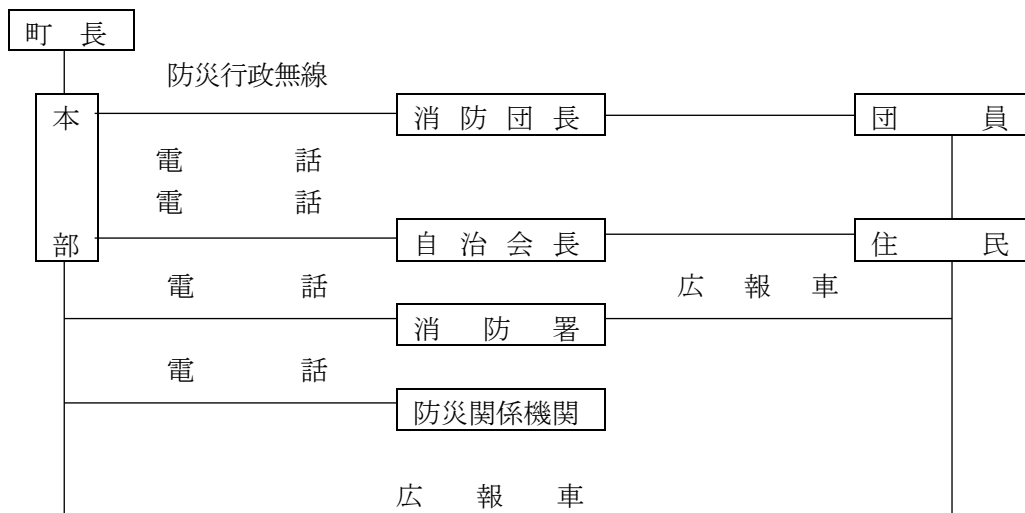 町長
防災行政無線
本部
消防団長
団員
電話
電話
自治会長
住民
電話
広報車
消防署
電話
防災関係機関
広報車